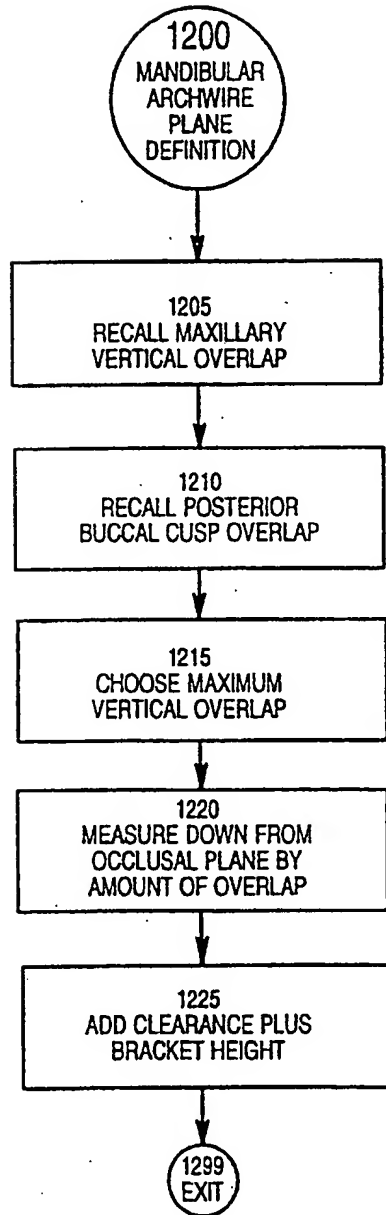 1200
MANDIBULAR
ARCHWIRE
PLANE
DEFINITION
1205
RECALL MAXILLARY
VERTICAL OVERLAP
1210
RECALL POSTERIOR
BUCCAL CUSP OVERLAP
1215
CHOOSE MAXIMUM
VERTICAL OVERLAP
1220
MEASURE DOWN FROM
OCCLUSAL PLANE BY
AMOUNT OF OVERLAP
1225
ADD CLEARANCE PLUS
BRACKET HEIGHT
1299
EXIT